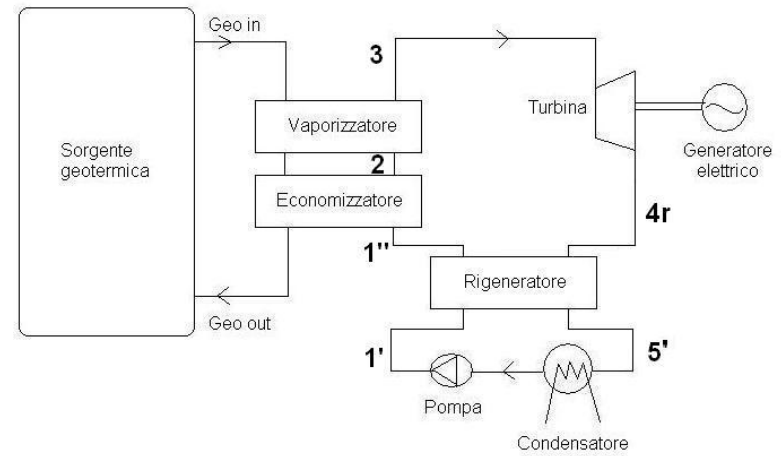 Geo in
3
Vaporizzatore
Turbina
Sorgente
geotermica
2
Generatore
elettrico
Economizzatore
4r
1"
Rigeneratore
Geo out
1'
5'
Pompa
Condensatore